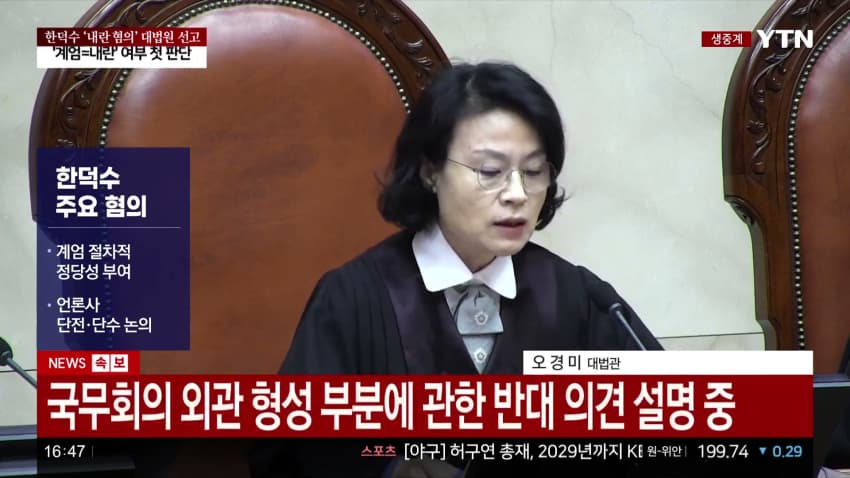 한덕수 '내란 혐의' 대법원 선고
'계엄=내란' 여부 첫 판단
생중계 YTN
한덕수
주요 혐의
· 계엄 절차적
정당성 부여
· 언론사
단전·단수 논의
NEWS 속보
오경미 대법관
국무회의 외관 형성 부분에 관한 반대 의견 설명 중
16:47 스포츠 [야구] 허구연 총재, 2029년까지 KB 원-위안 199.74 ▼ 0.29